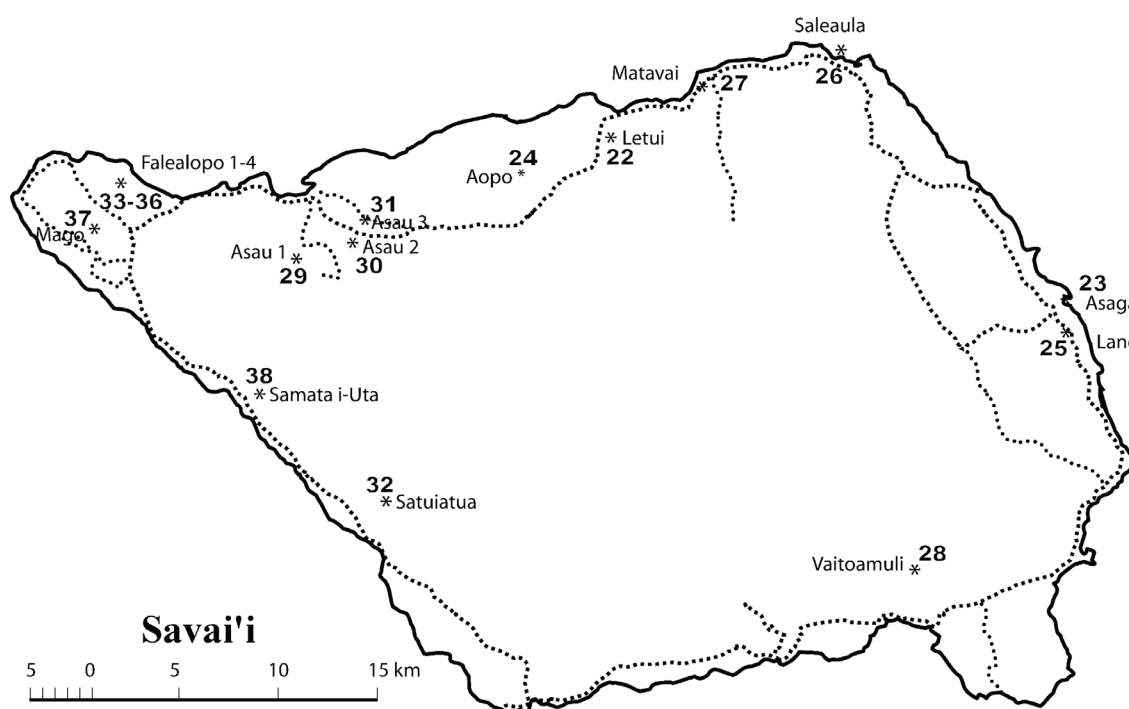 Saleaula
26
Matavai
27
Letui
22
24
Aopo
Falealopo 1-4
33-36
37
Mago
31
Asau 3
Asau 2
30
Asau 1
29
23
Asaga
25
Lano
38
Samata i-Uta
32
Satuiatua
Vaitoamuli
28
Savai'i
5 0 5 10 15 km